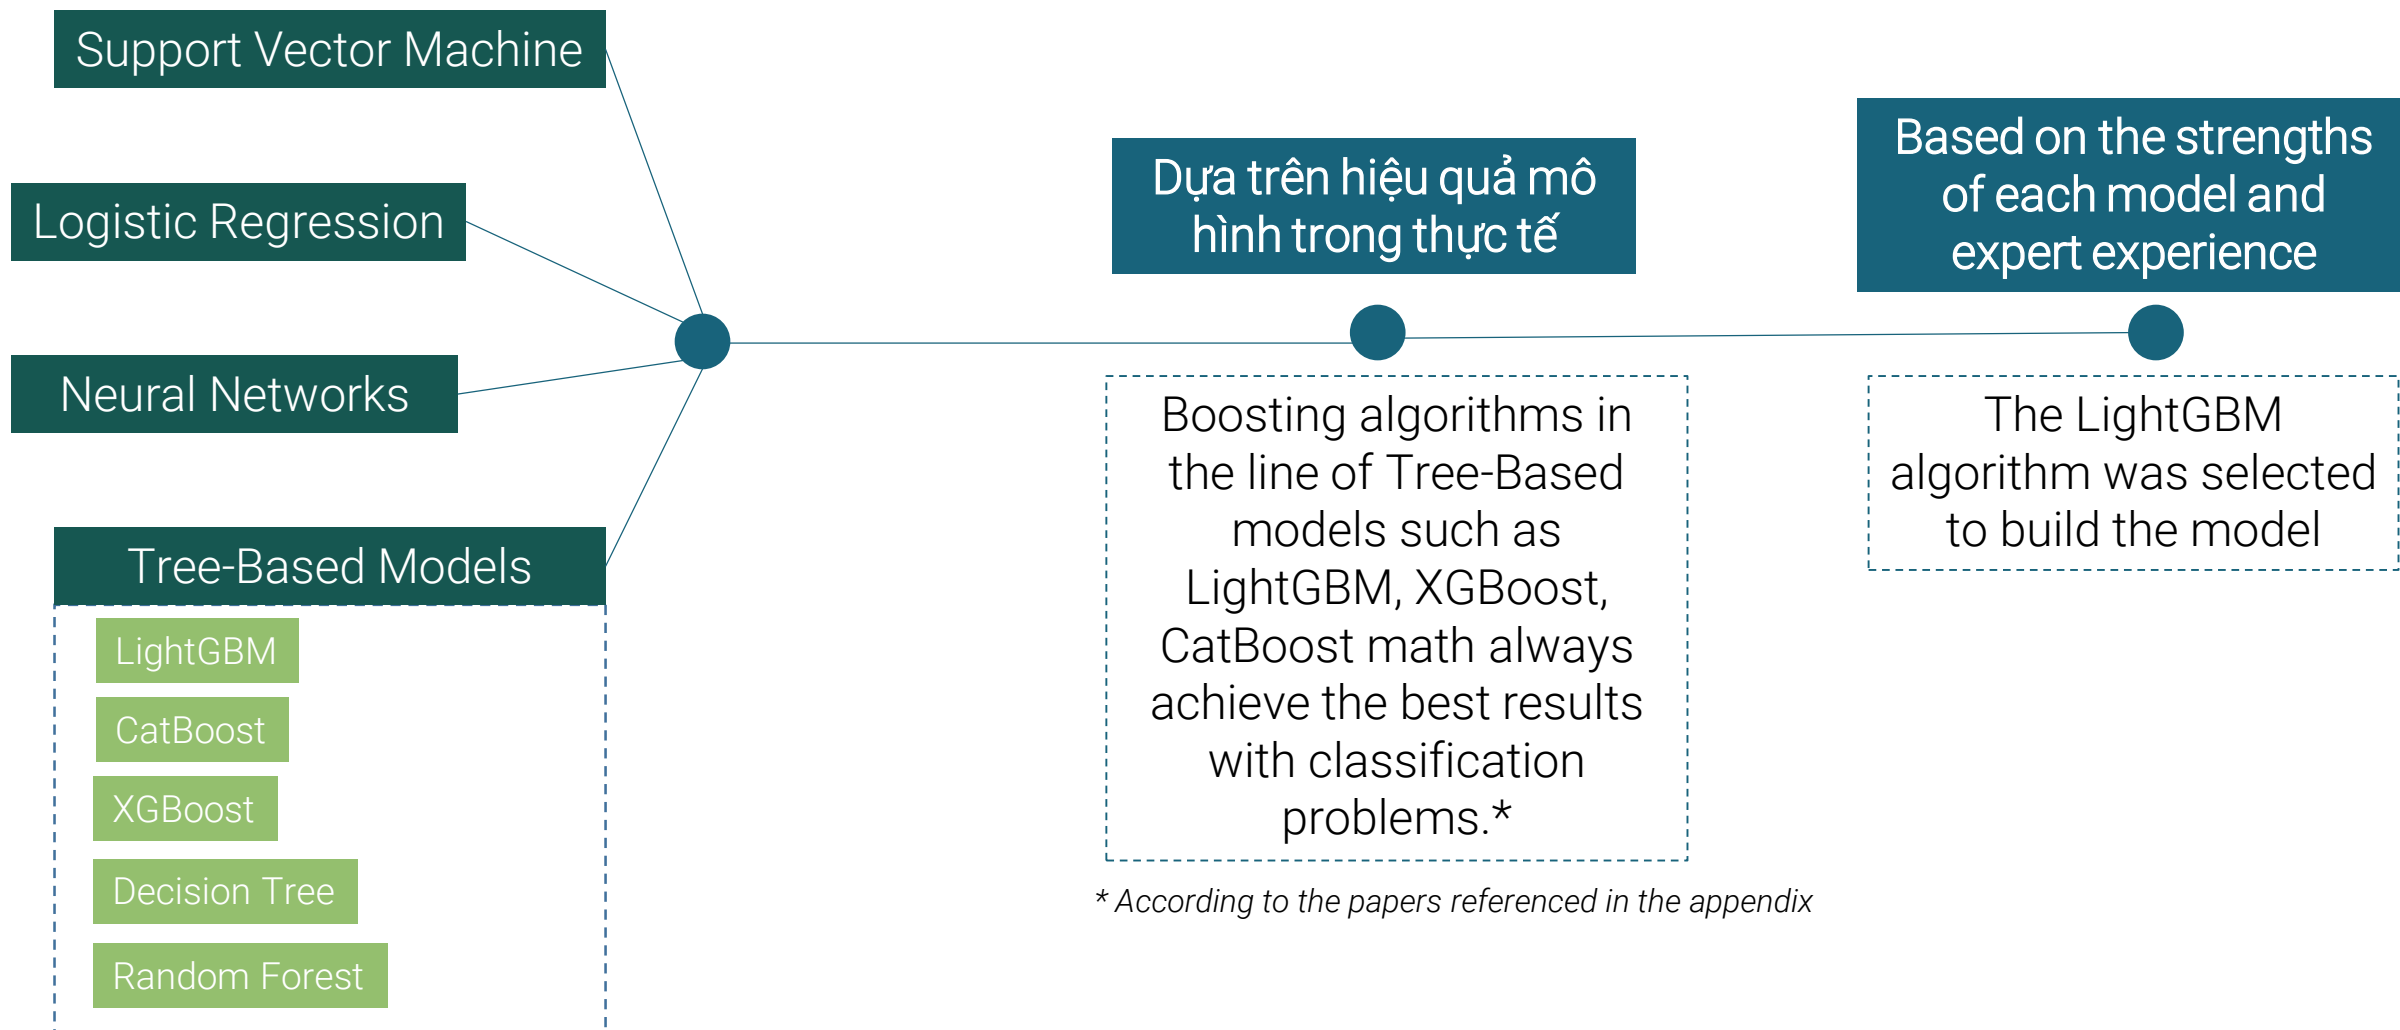 Support Vector Machine
Logistic Regression
Neural Networks
Tree-Based Models
LightGBM
CatBoost
XGBoost
Decision Tree
Random Forest
Dựa trên hiệu quả mô
hình trong thực tế
Boosting algorithms in
the line of Tree-Based
models such as
LightGBM, XGBoost,
CatBoost math always
achieve the best results
with classification
problems.*
* According to the papers referenced in the appendix
Based on the strengths
of each model and
expert experience
The LightGBM
algorithm was selected
to build the model